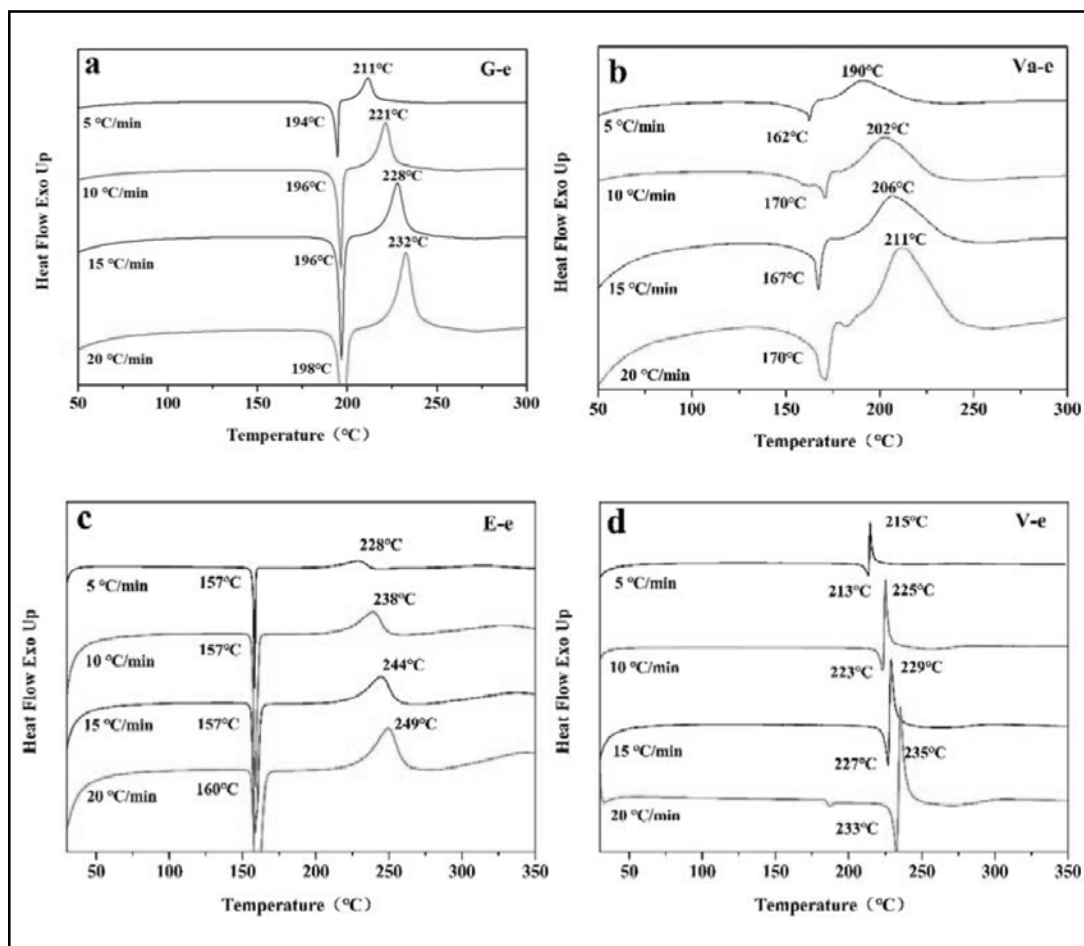 a
G-e
211℃
5 ℃/min
194℃
221℃
10 ℃/min
196℃
228℃
15 ℃/min
196℃
232℃
20 ℃/min
198℃
50 100 150 200 250 300
Temperature（℃）
Heat Flow Exo Up
b
Va-e
190℃
5 ℃/min
162℃
202℃
10 ℃/min
170℃
206℃
15 ℃/min
167℃
211℃
20 ℃/min
170℃
50 100 150 200 250 300
Temperature（℃）
Heat Flow Exo Up
c
E-e
228℃
5 ℃/min
157℃
238℃
10 ℃/min
157℃
244℃
15 ℃/min
157℃
249℃
20 ℃/min
160℃
50 100 150 200 250 300 350
Temperature（℃）
Heat Flow Exo Up
d
V-e
215℃
5 ℃/min
213℃
225℃
10 ℃/min
223℃
229℃
15 ℃/min
227℃
235℃
20 ℃/min
233℃
50 100 150 200 250 300 350
Temperature（℃）
Heat Flow Exo Up